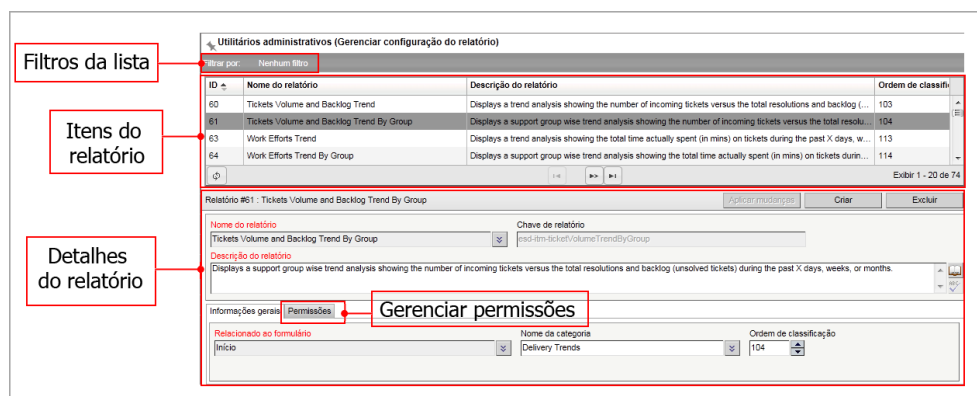 Utilitários administrativos (Gerenciar configuração do relatório)
Filtros da lista
Filtrar por: Nenhum filtro
ID Nome do relatório Descrição do relatório Ordem de classifi
60 Tickets Volume and Backlog Trend Displays a trend analysis showing the number of incoming tickets versus the total resolutions and backlog (... 103
61 Tickets Volume and Backlog Trend By Group Displays a support group wise trend analysis showing the number of incoming tickets versus the total resolu... 104
63 Work Efforts Trend Displays a trend analysis showing the total time actually spent (in mins) on tickets during the past X days, w... 113
64 Work Efforts Trend By Group Displays a support group wise trend analysis showing the total time actually spent (in mins) on tickets durin... 114
Itens do
relatório
Exibir 1 - 20 de 74
Relatório #61 : Tickets Volume and Backlog Trend By Group Aplicar mudanças Criar Excluir
Nome do relatório Chave de relatório
Tickets Volume and Backlog Trend By Group esd-itm-ticketVolumeTrendByGroup
Descrição do relatório
Displays a support group wise trend analysis showing the number of incoming tickets versus the total resolutions and backlog (unsolved tickets) during the past X days, weeks, or months.
Detalhes
do relatório
Informações gerais Permissões Gerenciar permissões
Relacionado ao formulário Nome da categoria Ordem de classificação
Início Delivery Trends 104